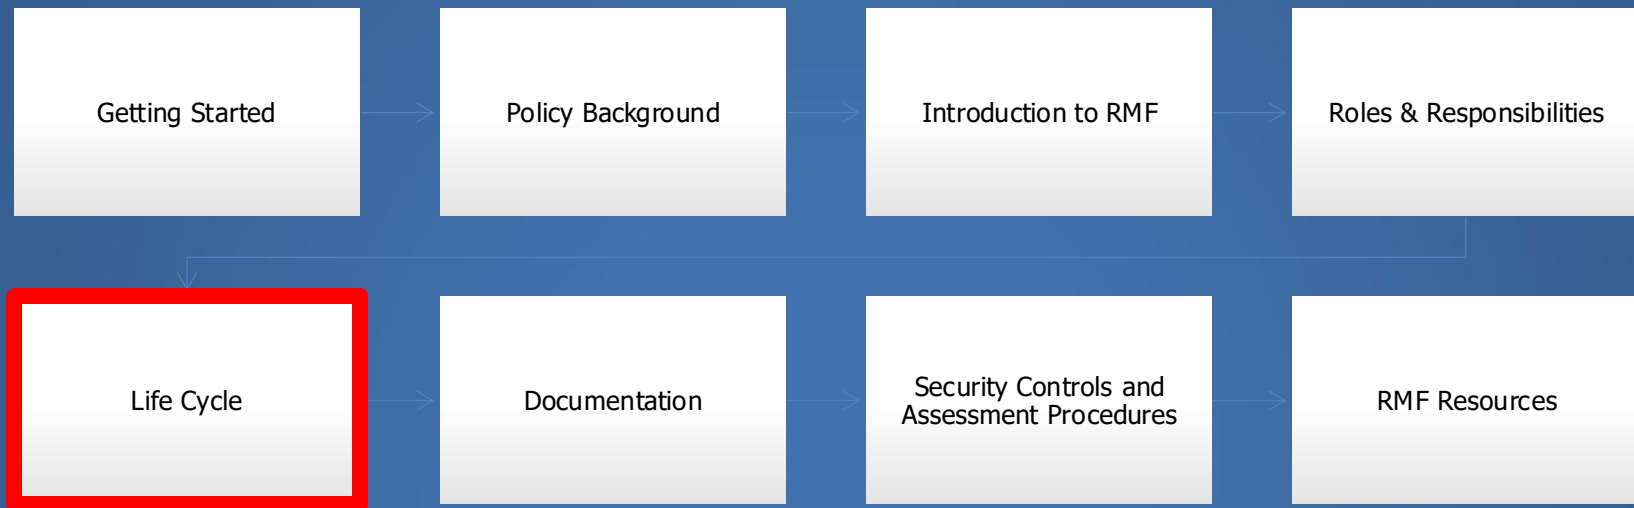 Getting Started
Policy Background
Introduction to RMF
Roles & Responsibilities
Life Cycle
Documentation
Security Controls and
Assessment Procedures
RMF Resources